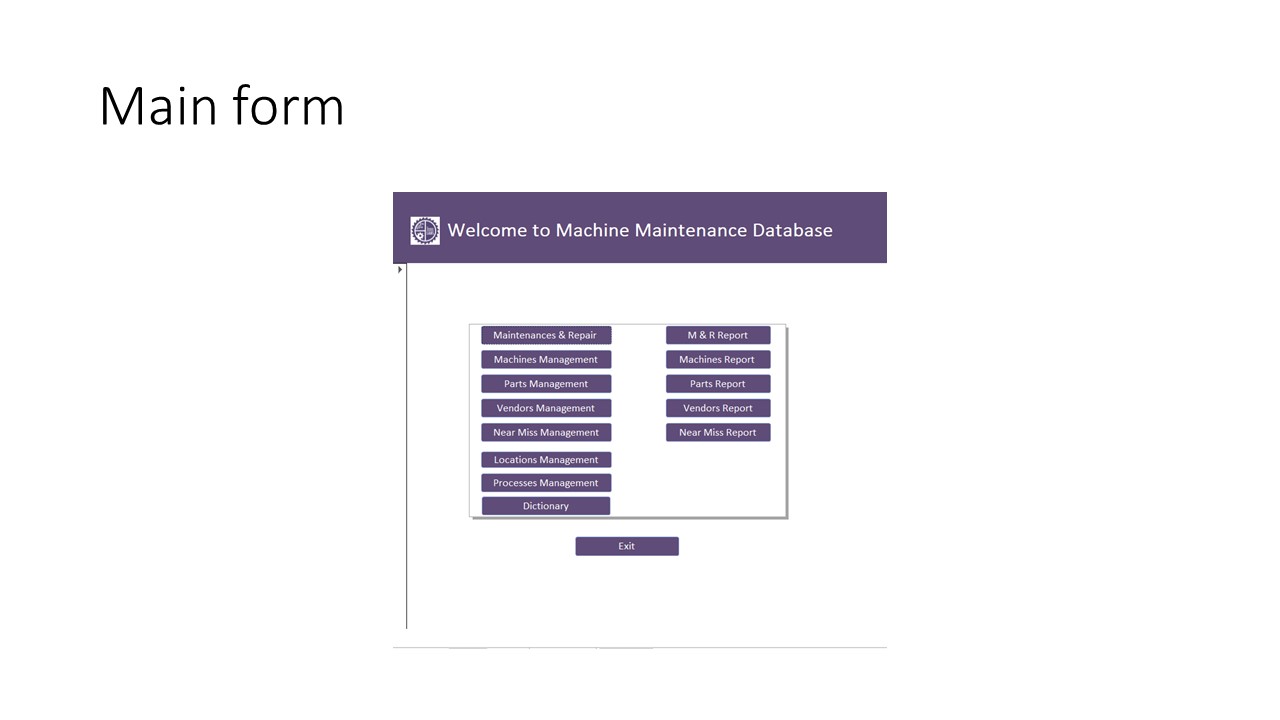 Main form
Welcome to Machine Maintenance Database
Maintenances & Repair
M & R Report
Machines Management
Machines Report
Parts Management
Parts Report
Vendors Management
Vendors Report
Near Miss Management
Near Miss Report
Locations Management
Processes Management
Dictionary
Exit